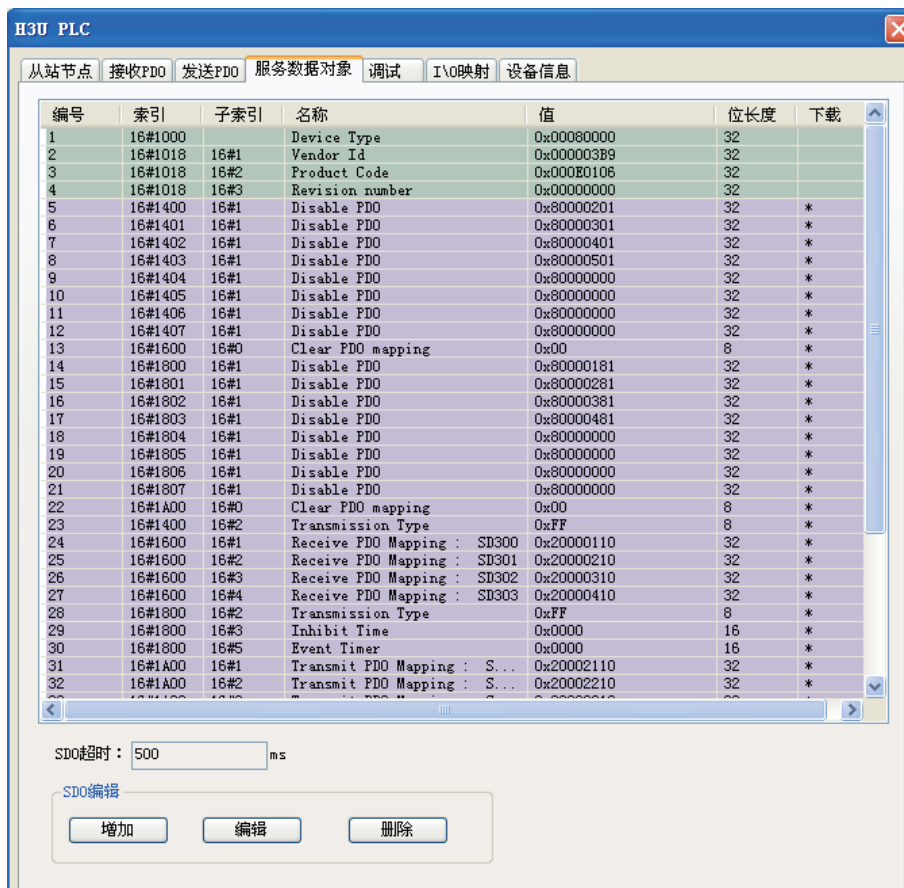 H3U PLC
从站节点 接收PDO 发送PDO 服务数据对象 调试 I\O映射 设备信息
编号 索引 子索引 名称 值 位长度 下载
1 16#1000 Device Type 0x00080000 32
2 16#1018 16#1 Vendor Id 0x000003B9 32
3 16#1018 16#2 Product Code 0x000E0106 32
4 16#1018 16#3 Revision number 0x00000000 32
5 16#1400 16#1 Disable PDO 0x80000201 32 *
6 16#1401 16#1 Disable PDO 0x80000301 32 *
7 16#1402 16#1 Disable PDO 0x80000401 32 *
8 16#1403 16#1 Disable PDO 0x80000501 32 *
9 16#1404 16#1 Disable PDO 0x80000000 32 *
10 16#1405 16#1 Disable PDO 0x80000000 32 *
11 16#1406 16#1 Disable PDO 0x80000000 32 *
12 16#1407 16#1 Disable PDO 0x80000000 32 *
13 16#1600 16#0 Clear PDO mapping 0x00 8 *
14 16#1800 16#1 Disable PDO 0x80000181 32 *
15 16#1801 16#1 Disable PDO 0x80000281 32 *
16 16#1802 16#1 Disable PDO 0x80000381 32 *
17 16#1803 16#1 Disable PDO 0x80000481 32 *
18 16#1804 16#1 Disable PDO 0x80000000 32 *
19 16#1805 16#1 Disable PDO 0x80000000 32 *
20 16#1806 16#1 Disable PDO 0x80000000 32 *
21 16#1807 16#1 Disable PDO 0x80000000 32 *
22 16#1A00 16#0 Clear PDO mapping 0x00 8 *
23 16#1400 16#2 Transmission Type 0xFF 8 *
24 16#1600 16#1 Receive PDO Mapping : SD300 0x20000110 32 *
25 16#1600 16#2 Receive PDO Mapping : SD301 0x20000210 32 *
26 16#1600 16#3 Receive PDO Mapping : SD302 0x20000310 32 *
27 16#1600 16#4 Receive PDO Mapping : SD303 0x20000410 32 *
28 16#1800 16#2 Transmission Type 0xFF 8 *
29 16#1800 16#3 Inhibit Time 0x0000 16 *
30 16#1800 16#5 Event Timer 0x0000 16 *
31 16#1A00 16#1 Transmit PDO Mapping : S... 0x20002110 32 *
32 16#1A00 16#2 Transmit PDO Mapping : S... 0x20002210 32 *
SDO超时： 500 ms
SDO编辑
增加 编辑 删除